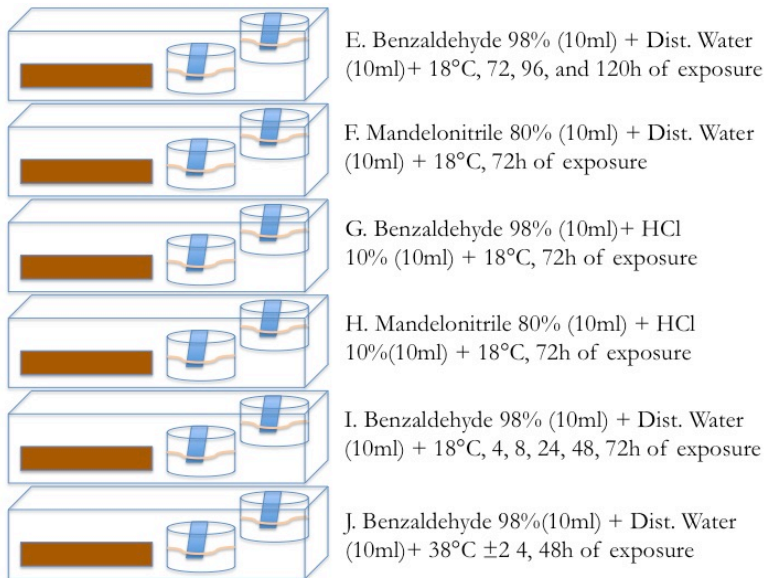 E. Benzaldehyde 98% (10ml) + Dist. Water
(10ml)+ 18°C, 72, 96, and 120h of exposure
F. Mandelonitrile 80% (10ml) + Dist. Water
(10ml) + 18°C, 72h of exposure
G. Benzaldehyde 98% (10ml)+ HCl
10% (10ml) + 18°C, 72h of exposure
H. Mandelonitrile 80% (10ml) + HCl
10%(10ml) + 18°C, 72h of exposure
I. Benzaldehyde 98% (10ml) + Dist. Water
(10ml) + 18°C, 4, 8, 24, 48, 72h of exposure
J. Benzaldehyde 98%(10ml) + Dist. Water
(10ml)+ 38°C ±2 4, 48h of exposure